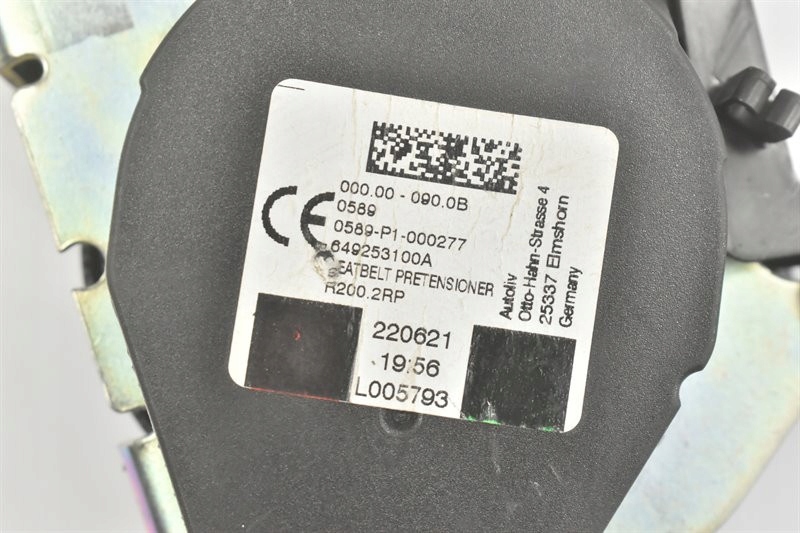 CE
000.00 - 090.0B
0589
0589-P1-000277
649253100A
SEATBELT PRETENSIONER
R200.2RP
220621
19:56
L005793
Autoliv
Otto-Hahn-Strasse 4
25337 Elmshorn
Germany